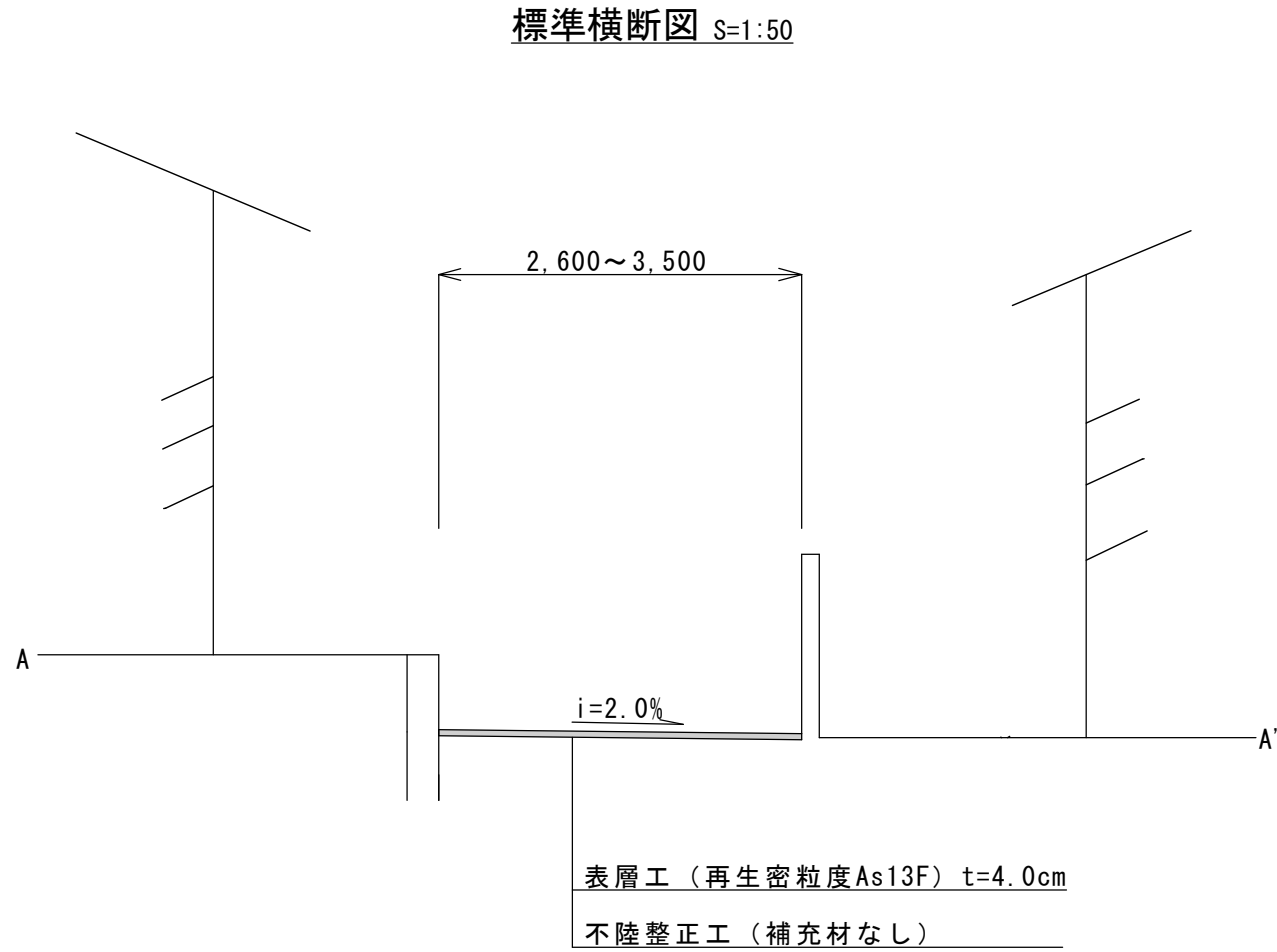 標準横断図 S=1:50
2,600～3,500
A
i=2.0%
A'
表層工（再生密粒度As13F）t=4.0cm
不陸整正工（補充材なし）